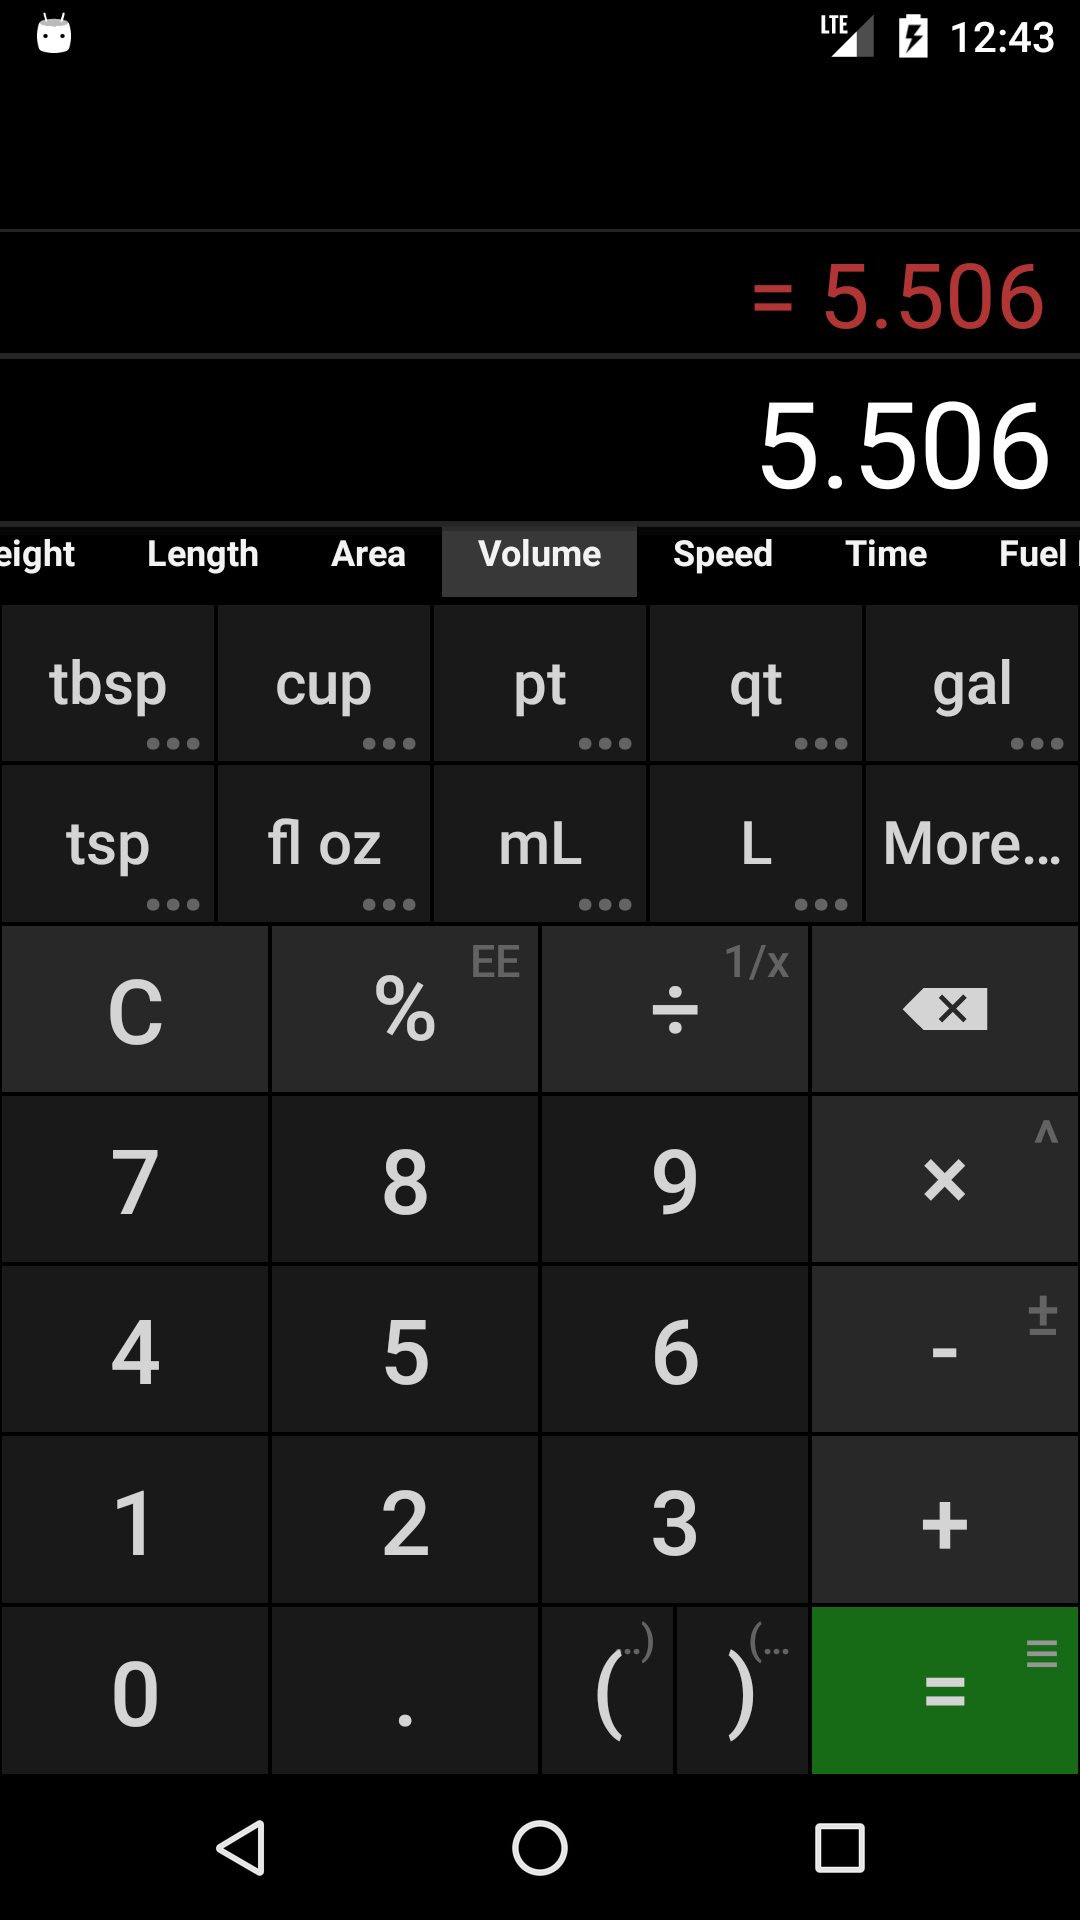 LTE 12:43
= 5.506
5.506
eight Length Area Volume Speed Time Fuel
tbsp cup pt qt gal
tsp fl oz mL L More...
C % EE ÷ 1/x
7 8 9 × ^
4 5 6 - ±
1 2 3 +
0 . ( ..) ) (... =